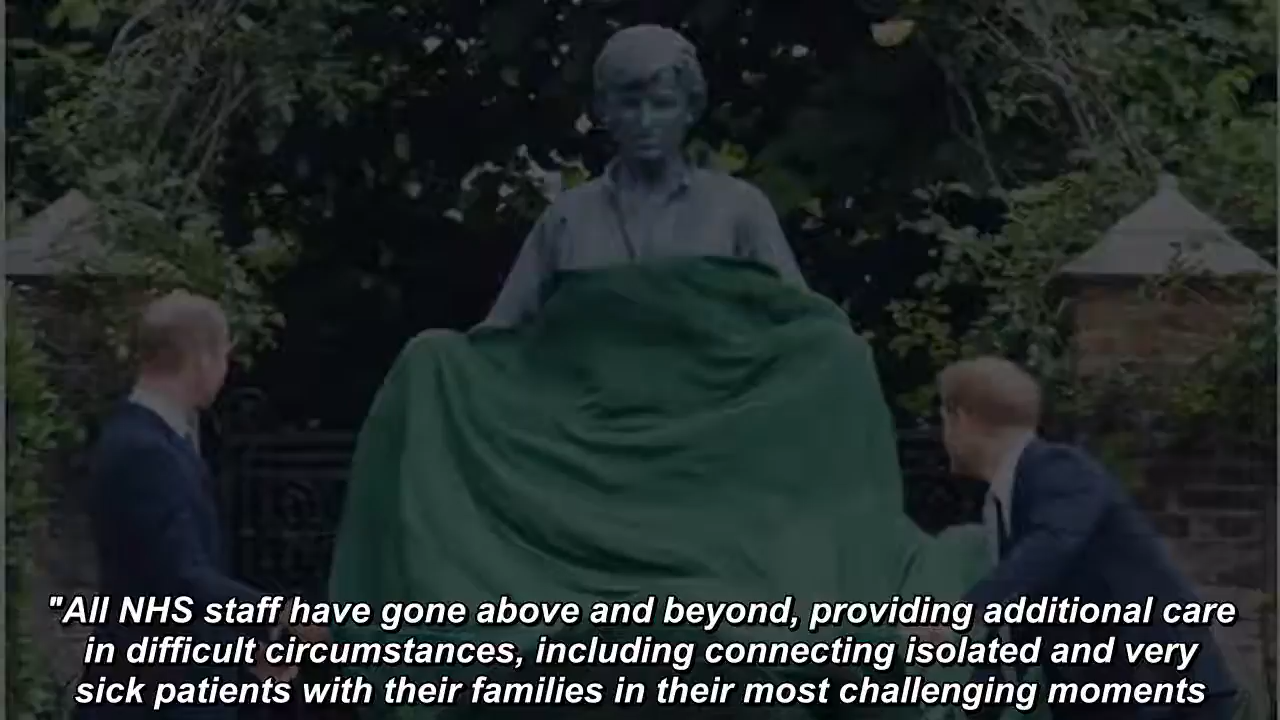 "All NHS staff have gone above and beyond, providing additional care
in difficult circumstances, including connecting isolated and very
sick patients with their families in their most challenging moments